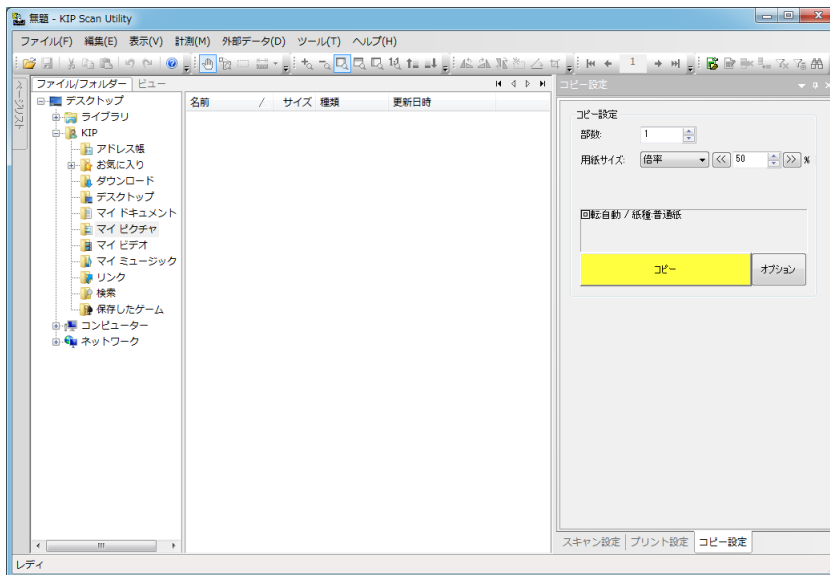 無題 - KIP Scan Utility
ファイル(F) 編集(E) 表示(V) 計測(M) 外部データ(D) ツール(T) ヘルプ(H)
1
ページリスト
ファイル/フォルダー ビュー
名前 / サイズ 種類 更新日時
デスクトップ
ライブラリ
KIP
アドレス帳
お気に入り
ダウンロード
デスクトップ
マイ ドキュメント
マイ ピクチャ
マイ ビデオ
マイ ミュージック
リンク
検索
保存したゲーム
コンピューター
ネットワーク
コピー設定
コピー設定
部数: 1
用紙サイズ: 倍率 << 50 >> %
回転自動 / 紙種普通紙
コピー オプション
スキャン設定 プリント設定 コピー設定
レディ